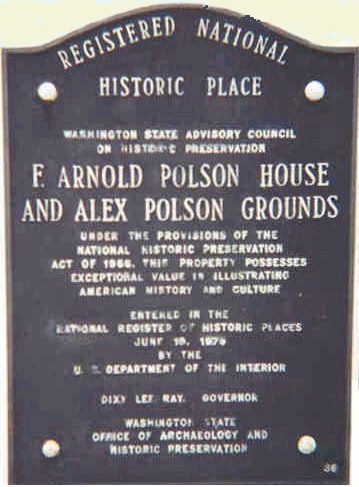 REGISTERED NATIONAL
HISTORIC PLACE
WASHINGTON STATE ADVISORY COUNCIL
ON HISTORIC PRESERVATION
F. ARNOLD POLSON HOUSE
AND ALEX POLSON GROUNDS
UNDER THE PROVISIONS OF THE
NATIONAL HISTORIC PRESERVATION
ACT OF 1966, THIS PROPERTY POSSESSES
EXCEPTIONAL VALUE IN ILLUSTRATING
AMERICAN HISTORY AND CULTURE
ENTERED IN THE
NATIONAL REGISTER OF HISTORIC PLACES
JUNE 19, 1979
BY THE
U. S. DEPARTMENT OF THE INTERIOR
DIXY LEE RAY, GOVERNOR
WASHINGTON STATE
OFFICE OF ARCHAEOLOGY AND
HISTORIC PRESERVATION